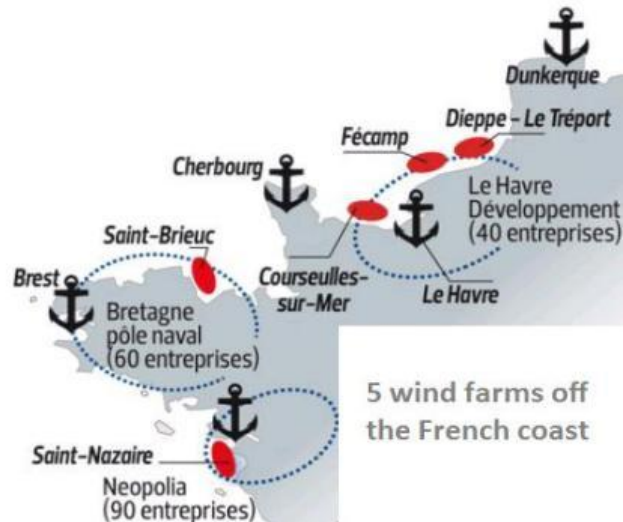 Dunkerque
Dieppe – Le Tréport
Fécamp
Cherbourg
Le Havre
Développement
(40 entreprises)
Saint-Brieuc
Courseulles-
sur-Mer
Le Havre
Brest
Bretagne
pôle naval
(60 entreprises)
5 wind farms off
the French coast
Saint-Nazaire
Neopolia
(90 entreprises)